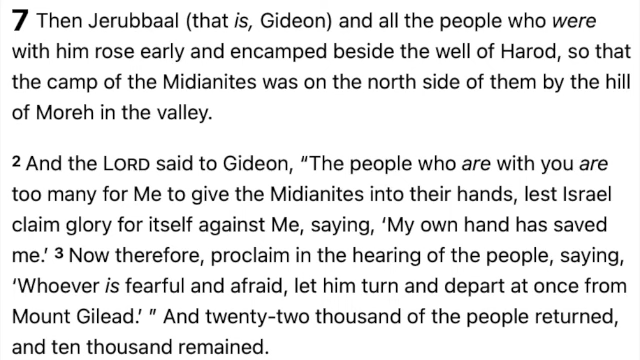 7 Then Jerubbaal (that is, Gideon) and all the people who were
with him rose early and encamped beside the well of Harod, so that
the camp of the Midianites was on the north side of them by the hill
of Moreh in the valley.
2 And the LORD said to Gideon, “The people who are with you are
too many for Me to give the Midianites into their hands, lest Israel
claim glory for itself against Me, saying, ‘My own hand has saved
me.’ 3 Now therefore, proclaim in the hearing of the people, saying,
‘Whoever is fearful and afraid, let him turn and depart at once from
Mount Gilead.’ ” And twenty-two thousand of the people returned,
and ten thousand remained.